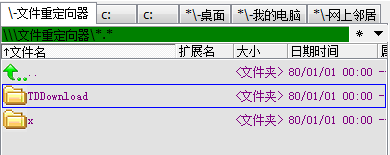 \-文件重定向器 c: c: *\-桌面 *\-我的电脑 *\-网上邻居
\\\文件重定向器\*.* * ▼
↑文件名 扩展名 大小 日期时间
.. <文件夹> 80/01/01 00:00 --
TDDownload <文件夹> 80/01/01 00:00 --
x <文件夹> 80/01/01 00:00 --